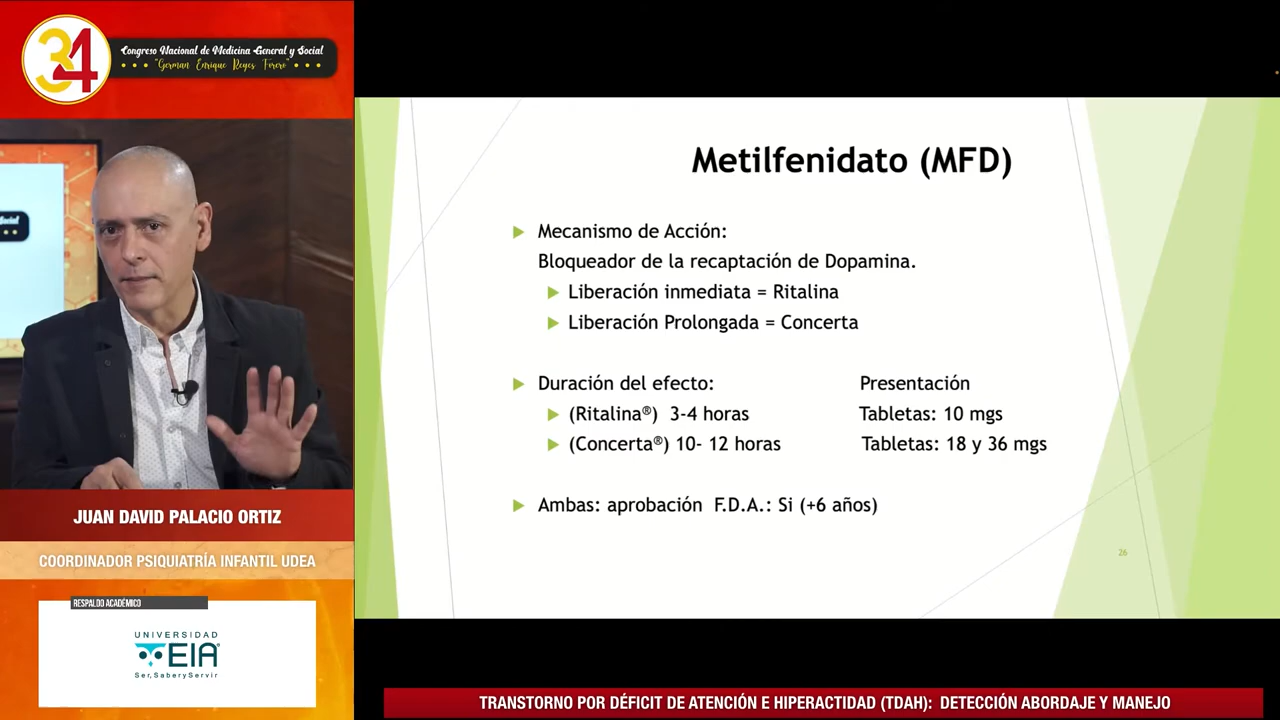 34
Congreso Nacional de Medicina General y Social
"German Enrique Reyes Forero"
Social
JUAN DAVID PALACIO ORTIZ
COORDINADOR PSIQUIATRÍA INFANTIL UDEA
RESPALDO ACADÉMICO
UNIVERSIDAD
EIA
Ser, Saber y Servir
Metilfenidato (MFD)
Mecanismo de Acción:
Bloqueador de la recaptación de Dopamina.
Liberación inmediata = Ritalina
Liberación Prolongada = Concerta
Duración del efecto: Presentación
(Ritalina®) 3-4 horas Tabletas: 10 mgs
(Concerta®) 10- 12 horas Tabletas: 18 y 36 mgs
Ambas: aprobación F.D.A.: Si (+6 años)
26
TRANSTORNO POR DÉFICIT DE ATENCIÓN E HIPERACTIDAD (TDAH): DETECCIÓN ABORDAJE Y MANEJO